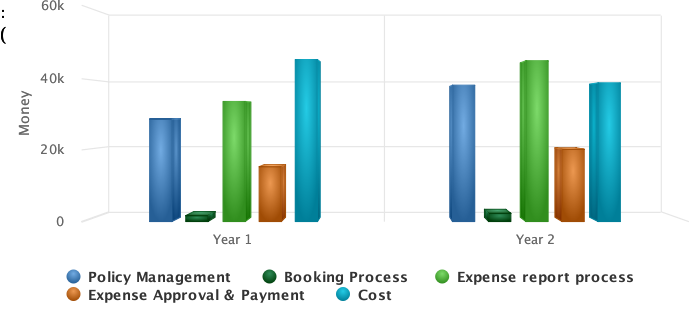 :
(
60k
40k
20k
0
Money
Year 1 Year 2
Policy Management Booking Process Expense report process
Expense Approval & Payment Cost